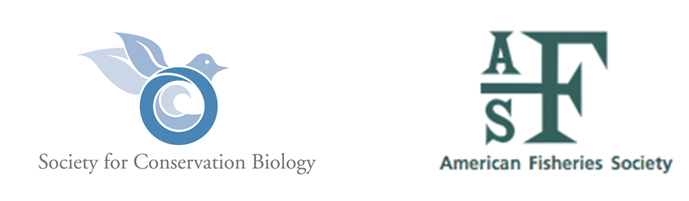 Society for Conservation Biology
A F
S
American Fisheries Society